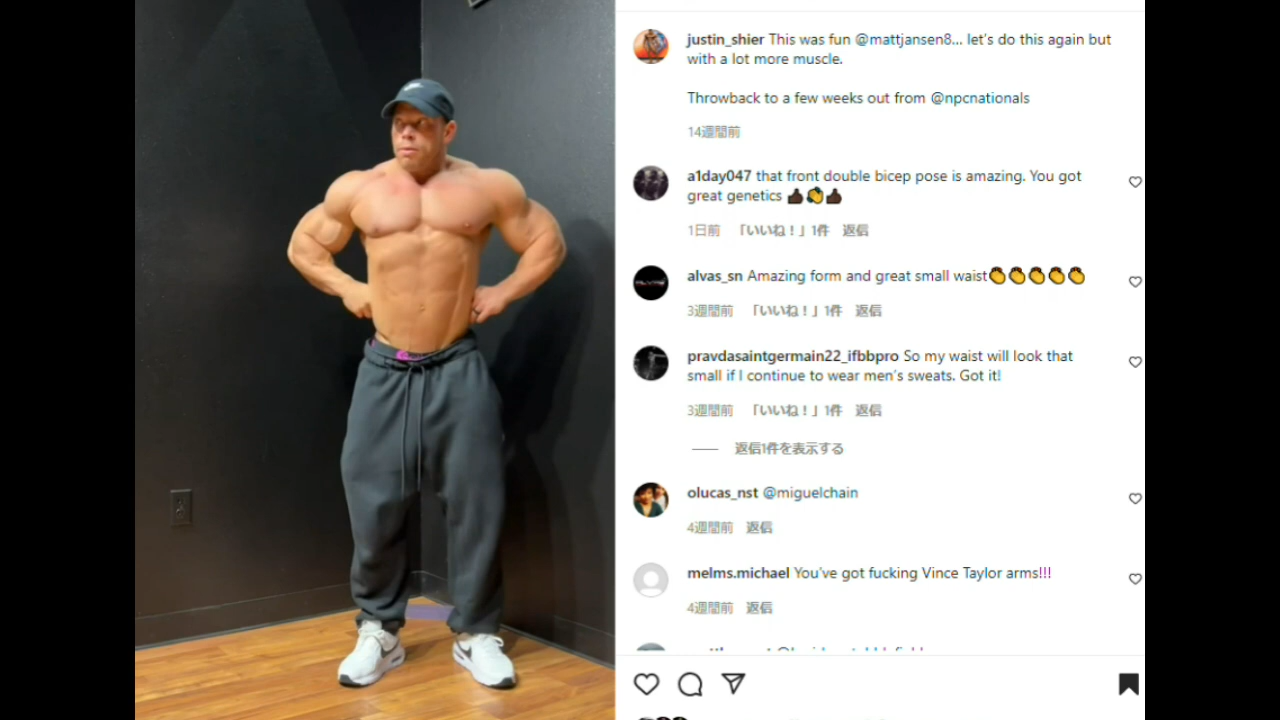 justin_shier This was fun @mattjansen8... let's do this again but
with a lot more muscle.
Throwback to a few weeks out from @npcnationals
14週間前
a1day047 that front double bicep pose is amazing. You got
great genetics 👍🏿👏👍🏿
1日前 「いいね！」1件 返信
alvas_sn Amazing form and great small waist👏👏👏👏👏
3週間前 「いいね！」1件 返信
pravdasaintgermain22_ifbbpro So my waist will look that
small if I continue to wear men's sweats. Got it!
3週間前 「いいね！」1件 返信
返信1件を表示する
olucas_nst @miguelchain
4週間前 返信
melms.michael You've got fucking Vince Taylor arms!!!
4週間前 返信